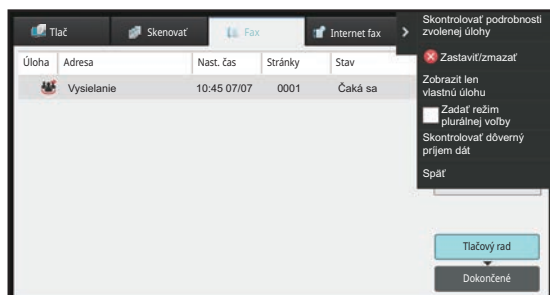 Tlač
Skenovať
Fax
Internet fax
Úloha Adresa Nast. čas Stránky Stav
Vysielanie 10:45 07/07 0001 Čaká sa
Skontrolovať podrobnosti
zvolenej úlohy
Zastaviť/zmazať
Zobrazit len
vlastnú úlohu
Zadať režim
plurálnej voľby
Skontrolovať dôverný
príjem dát
Späť
Tlačový rad
Dokončené